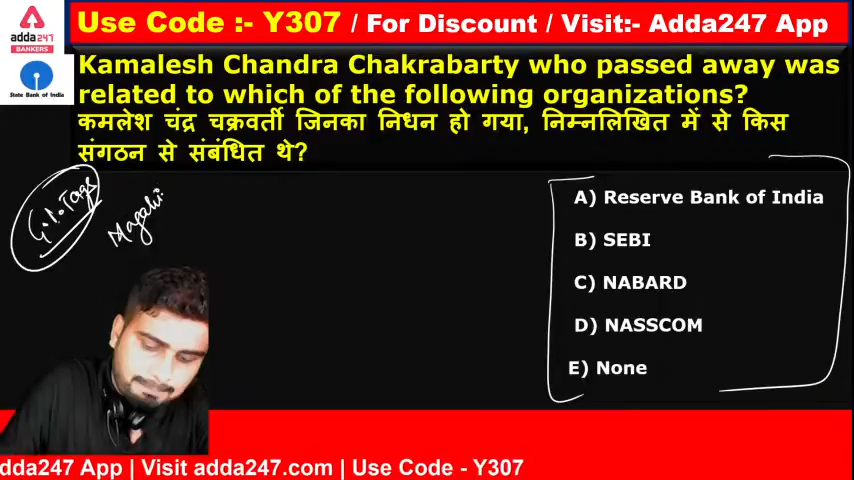 Use Code :- Y307 / For Discount / Visit:- Adda247 App
adda247
BANKERS
State Bank of India
Kamalesh Chandra Chakrabarty who passed away was
related to which of the following organizations?
कमलेश चंद्र चक्रवर्ती जिनका निधन हो गया, निम्नलिखित में से किस
संगठन से संबंधित थे?
G.I.Tags
Magahi
A) Reserve Bank of India
B) SEBI
C) NABARD
D) NASSCOM
E) None
dda247 App | Visit adda247.com | Use Code - Y307